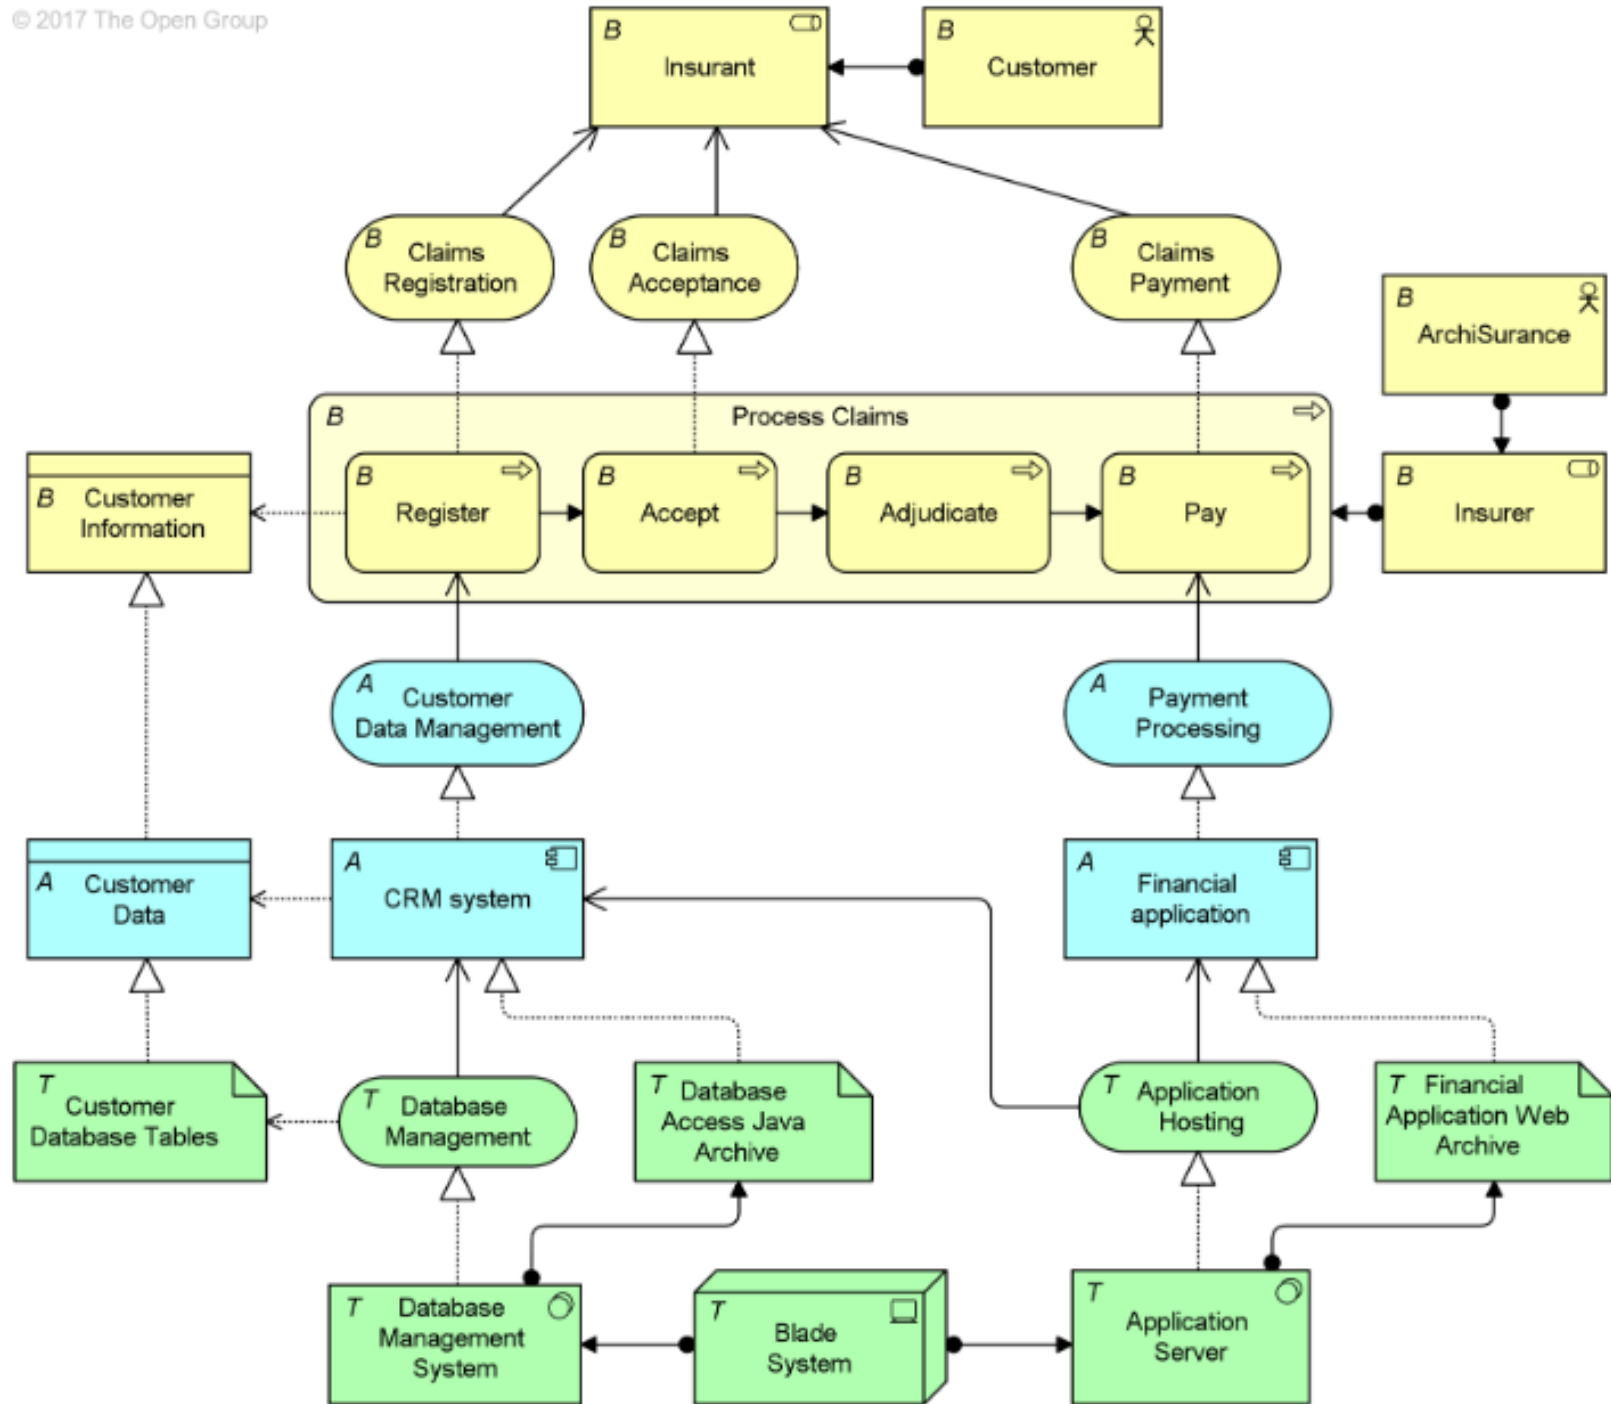 © 2017 The Open Group
B
Insurant
B
Customer
B
Claims
Registration
B
Claims
Acceptance
B
Claims
Payment
B
ArchiSurance
B
Process Claims
B
Customer
Information
B
Register
B
Accept
B
Adjudicate
B
Pay
B
Insurer
A
Customer
Data Management
A
Payment
Processing
A
Customer
Data
A
CRM system
A
Financial
application
T
Customer
Database Tables
T
Database
Management
T
Database
Access Java
Archive
T
Application
Hosting
T
Financial
Application Web
Archive
T
Database
Management
System
T
Blade
System
T
Application
Server